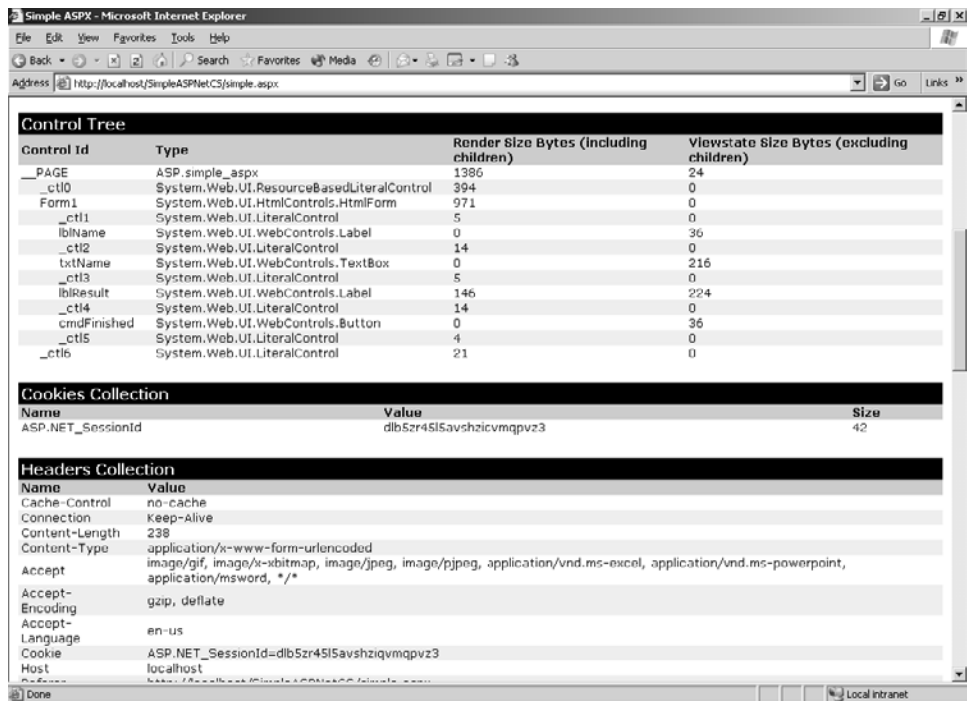 Simple ASPX - Microsoft Internet Explorer
File Edit View Favorites Tools Help
Back Search Favorites Media
Address http://localhost/SimpleASPNetCS/simple.aspx Go Links »
Control Tree
Control Id Type Render Size Bytes (including children) Viewstate Size Bytes (excluding children)
__PAGE ASP.simple_aspx 1386 24
_ctl0 System.Web.UI.ResourceBasedLiteralControl 394 0
Form1 System.Web.UI.HtmlControls.HtmlForm 971 0
_ctl1 System.Web.UI.LiteralControl 5 0
lblName System.Web.UI.WebControls.Label 0 36
_ctl2 System.Web.UI.LiteralControl 14 0
txtName System.Web.UI.WebControls.TextBox 0 216
_ctl3 System.Web.UI.LiteralControl 5 0
lblResult System.Web.UI.WebControls.Label 146 224
_ctl4 System.Web.UI.LiteralControl 14 0
cmdFinished System.Web.UI.WebControls.Button 0 36
_ctl5 System.Web.UI.LiteralControl 4 0
_ctl6 System.Web.UI.LiteralControl 21 0
Cookies Collection
Name Value Size
ASP.NET_SessionId dlb5zr45l5avshzicvmqpvz3 42
Headers Collection
Name Value
Cache-Control no-cache
Connection Keep-Alive
Content-Length 238
Content-Type application/x-www-form-urlencoded
Accept image/gif, image/x-xbitmap, image/jpeg, image/pjpeg, application/vnd.ms-excel, application/vnd.ms-powerpoint,
application/msword, */*
Accept-
Encoding gzip, deflate
Accept-
Language en-us
Cookie ASP.NET_SessionId=dlb5zr45l5avshziqvmqpvz3
Host localhost
Done Local intranet